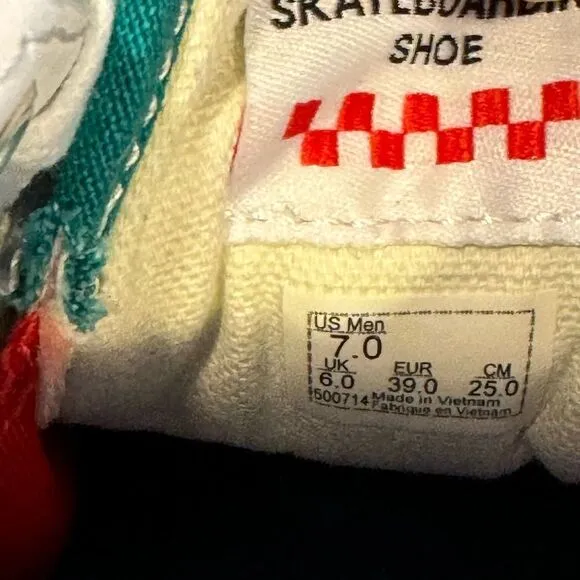 SKATEBOARDIN
SHOE
US Men
7.0
UK EUR CM
6.0 39.0 25.0
500714 Made in Vietnam
Fabrique en Vietnam